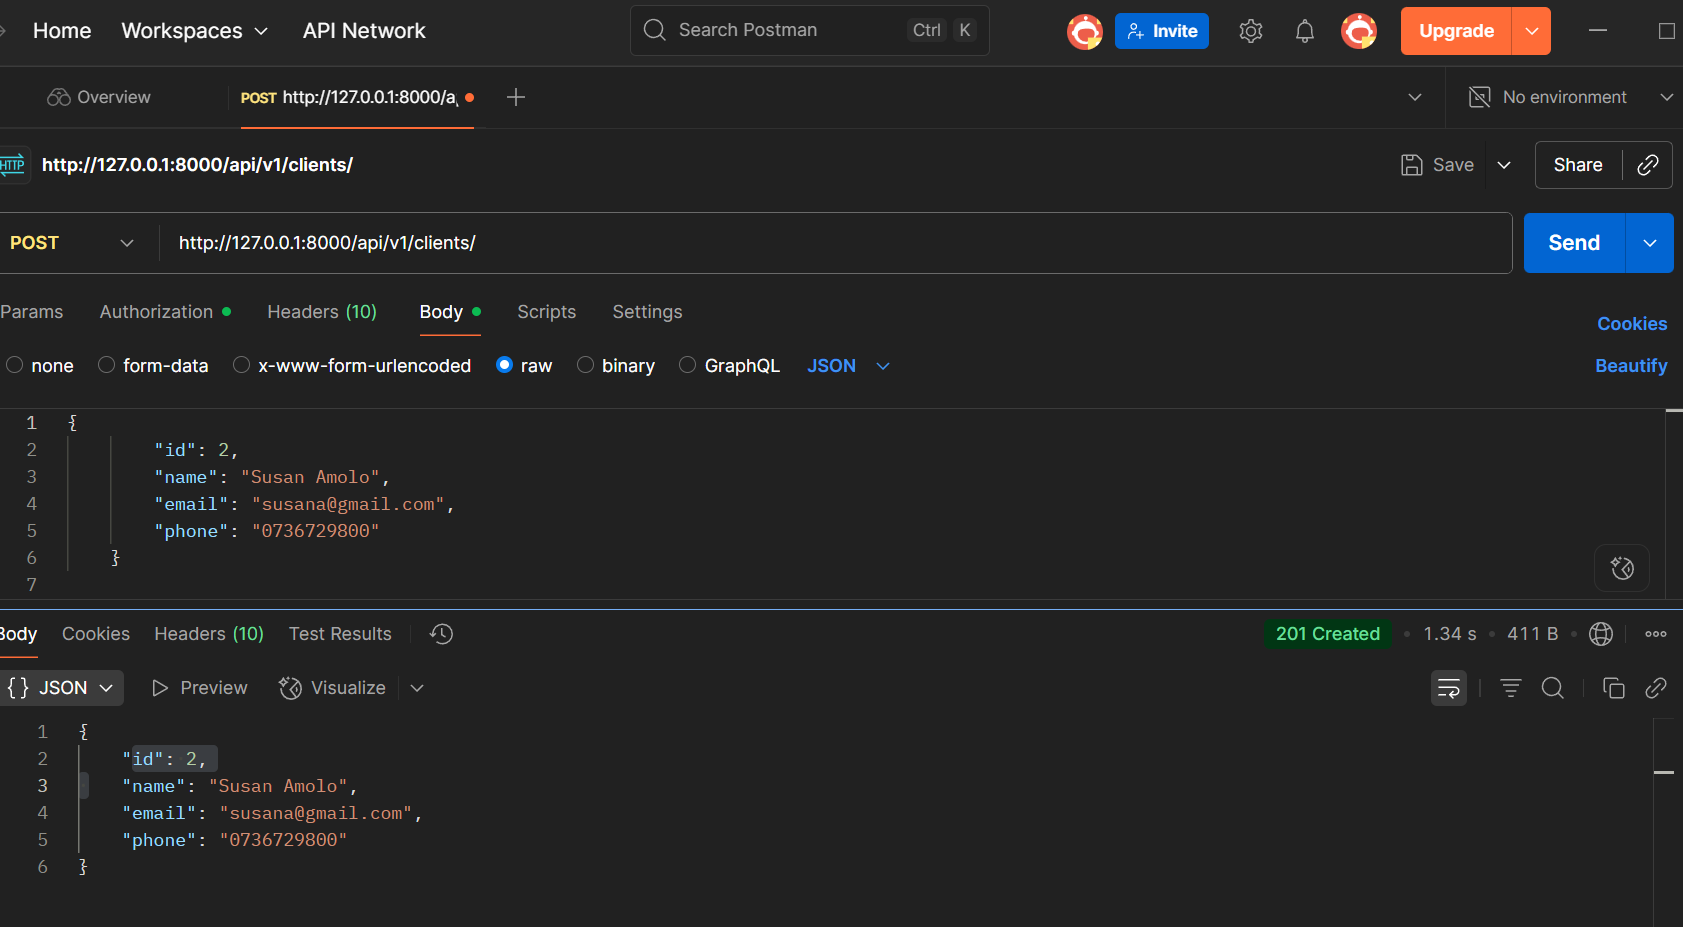 Home Workspaces API Network Search Postman Ctrl K Invite Upgrade
Overview POST http://127.0.0.1:8000/a No environment
HTTP http://127.0.0.1:8000/api/v1/clients/ Save Share
POST http://127.0.0.1:8000/api/v1/clients/ Send
Params Authorization Headers (10) Body Scripts Settings Cookies
none form-data x-www-form-urlencoded raw binary GraphQL JSON Beautify
1 {
2 "id": 2,
3 "name": "Susan Amolo",
4 "email": "susana@gmail.com",
5 "phone": "0736729800"
6 }
7
Body Cookies Headers (10) Test Results 201 Created • 1.34 s • 411 B •
{} JSON Preview Visualize
1 {
2 "id": 2,
3 "name": "Susan Amolo",
4 "email": "susana@gmail.com",
5 "phone": "0736729800"
6 }